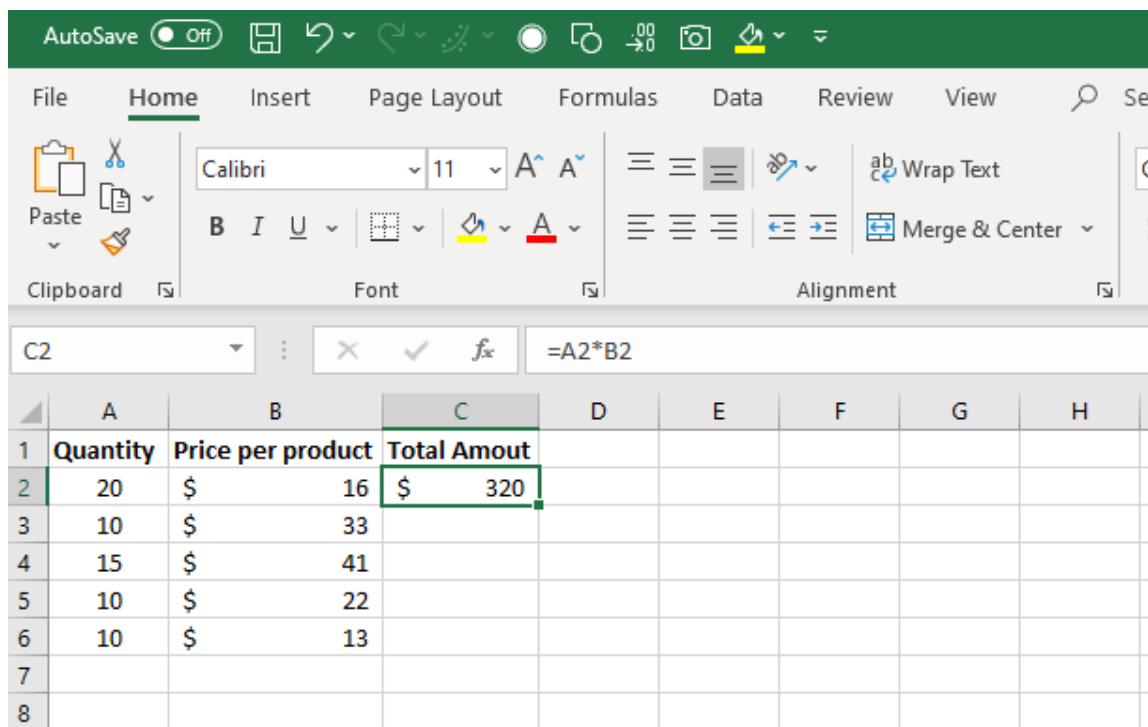 AutoSave Off
File Home Insert Page Layout Formulas Data Review View Se
Calibri 11 A A Wrap Text
Paste B I U A Merge & Center
Clipboard Font Alignment
C2 fx =A2*B2
A B C D E F G H
1 Quantity Price per product Total Amout
2 20 $ 16 $ 320
3 10 $ 33
4 15 $ 41
5 10 $ 22
6 10 $ 13
7
8